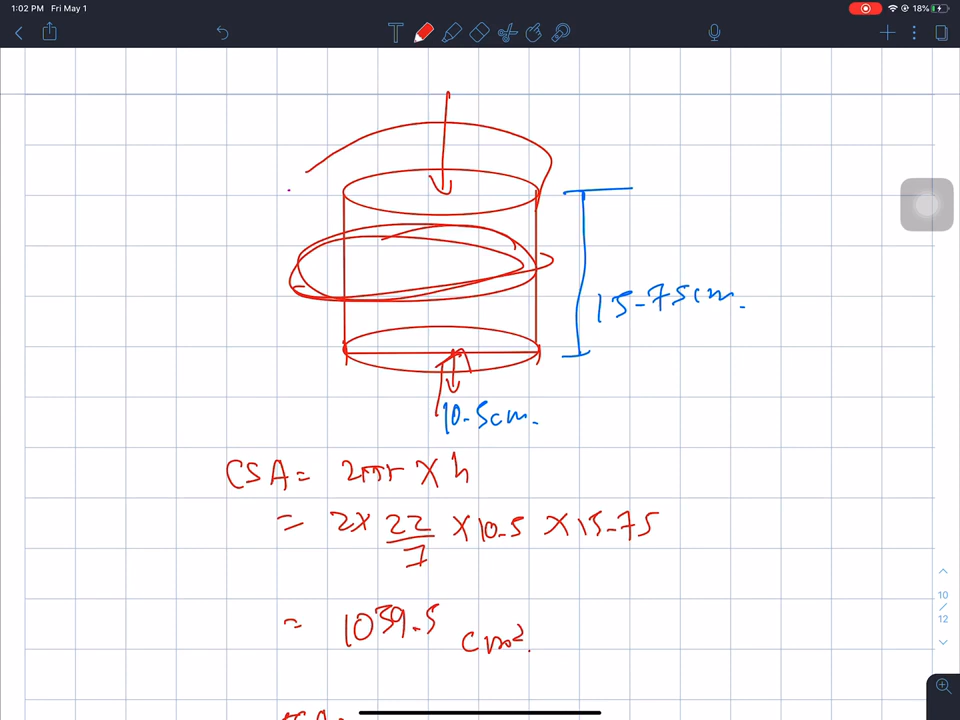 1:02 PM Fri May 1
18%
T
15-75cm.
10.5cm.
CSA = 2πr × h
= 2 × 22/7 × 10.5 × 15-75
10
/
12
= 1039.5 cm².